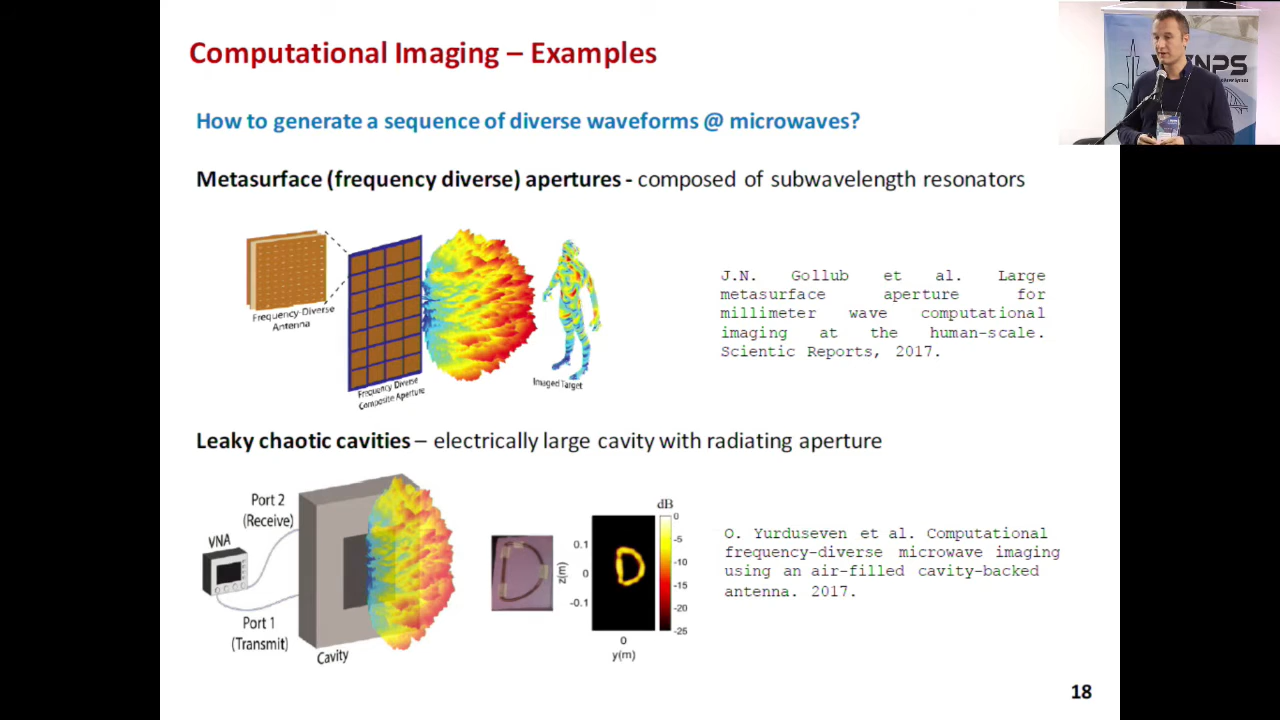 Computational Imaging – Examples
How to generate a sequence of diverse waveforms @ microwaves?
Metasurface (frequency diverse) apertures - composed of subwavelength resonators
Frequency-Diverse
Antenna
Frequency Diverse
Composite Aperture
Imaged Target
J.N. Gollub et al. Large
metasurface aperture for
millimeter wave computational
imaging at the human-scale.
Scientic Reports, 2017.
Leaky chaotic cavities – electrically large cavity with radiating aperture
Port 2
(Receive)
VNA
Port 1
(Transmit)
Cavity
z(m)
0.1
0
-0.1
0
y(m)
dB
0
-5
-10
-15
-20
-25
O. Yurduseven et al. Computational
frequency-diverse microwave imaging
using an air-filled cavity-backed
antenna. 2017.
18